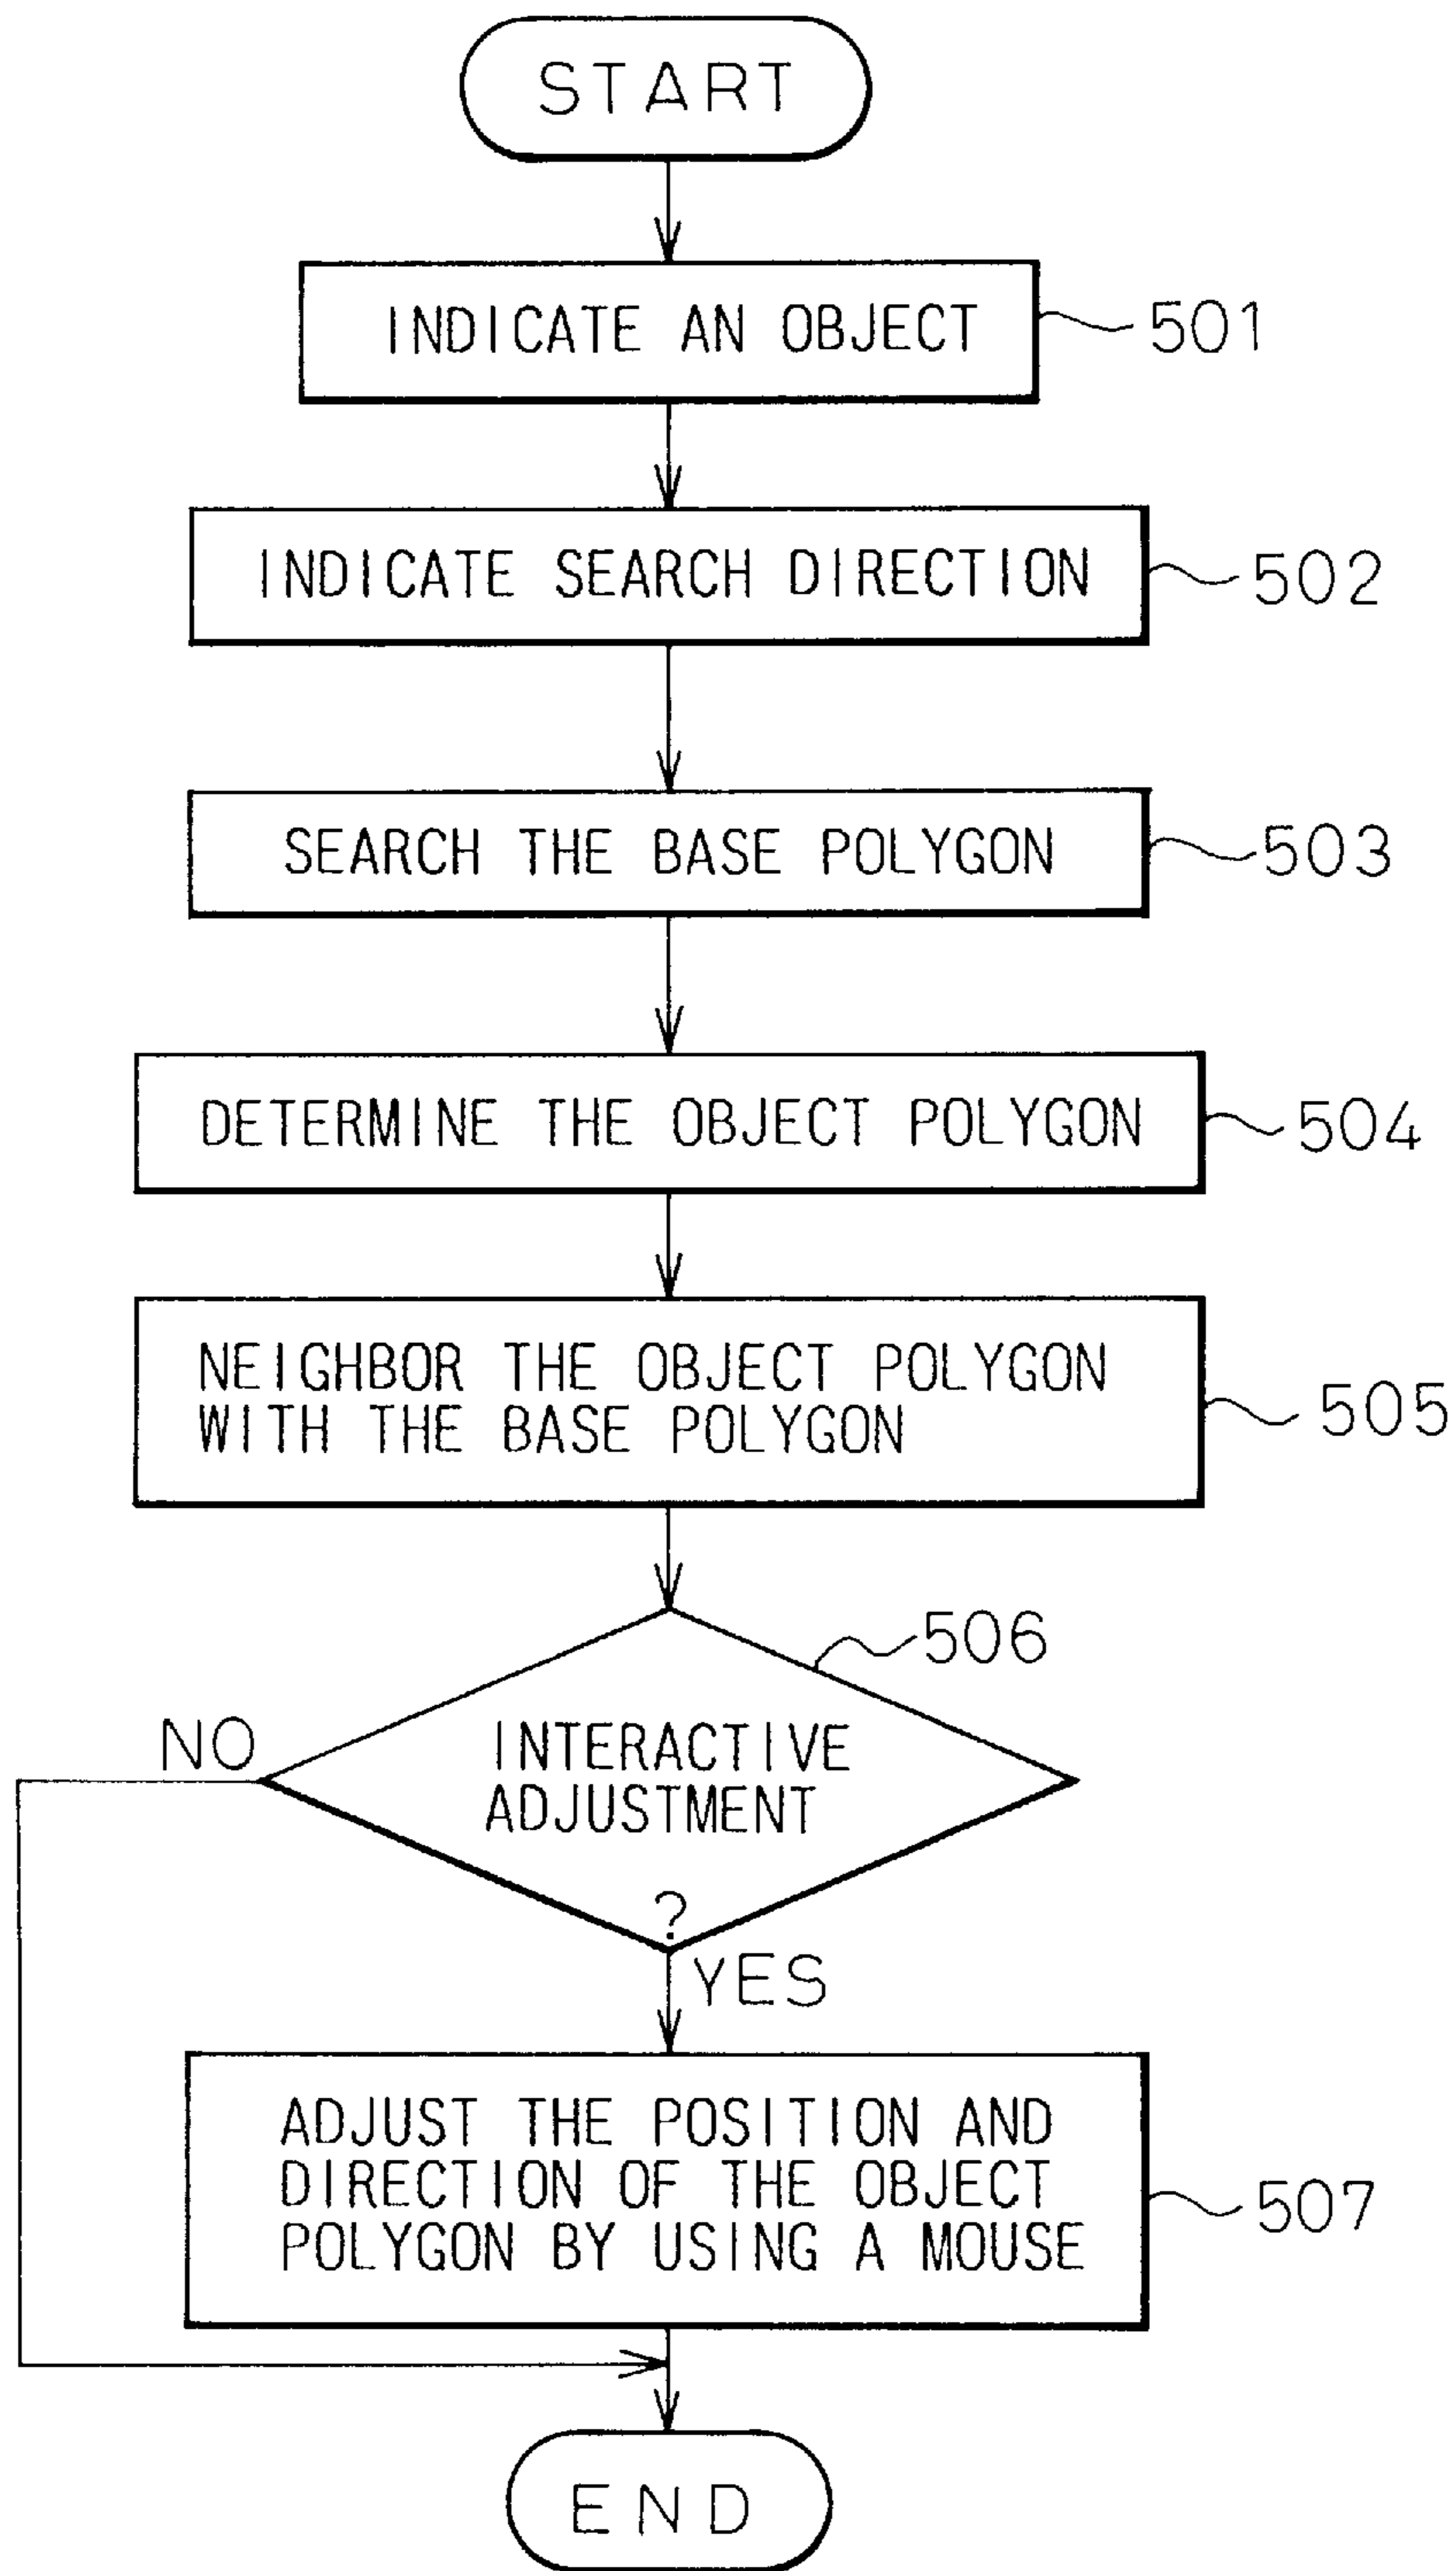 START
INDICATE AN OBJECT
501
INDICATE SEARCH DIRECTION
502
SEARCH THE BASE POLYGON
503
DETERMINE THE OBJECT POLYGON
504
NEIGHBOR THE OBJECT POLYGON
WITH THE BASE POLYGON
505
506
NO
INTERACTIVE
ADJUSTMENT
?
YES
ADJUST THE POSITION AND
DIRECTION OF THE OBJECT
POLYGON BY USING A MOUSE
507
END